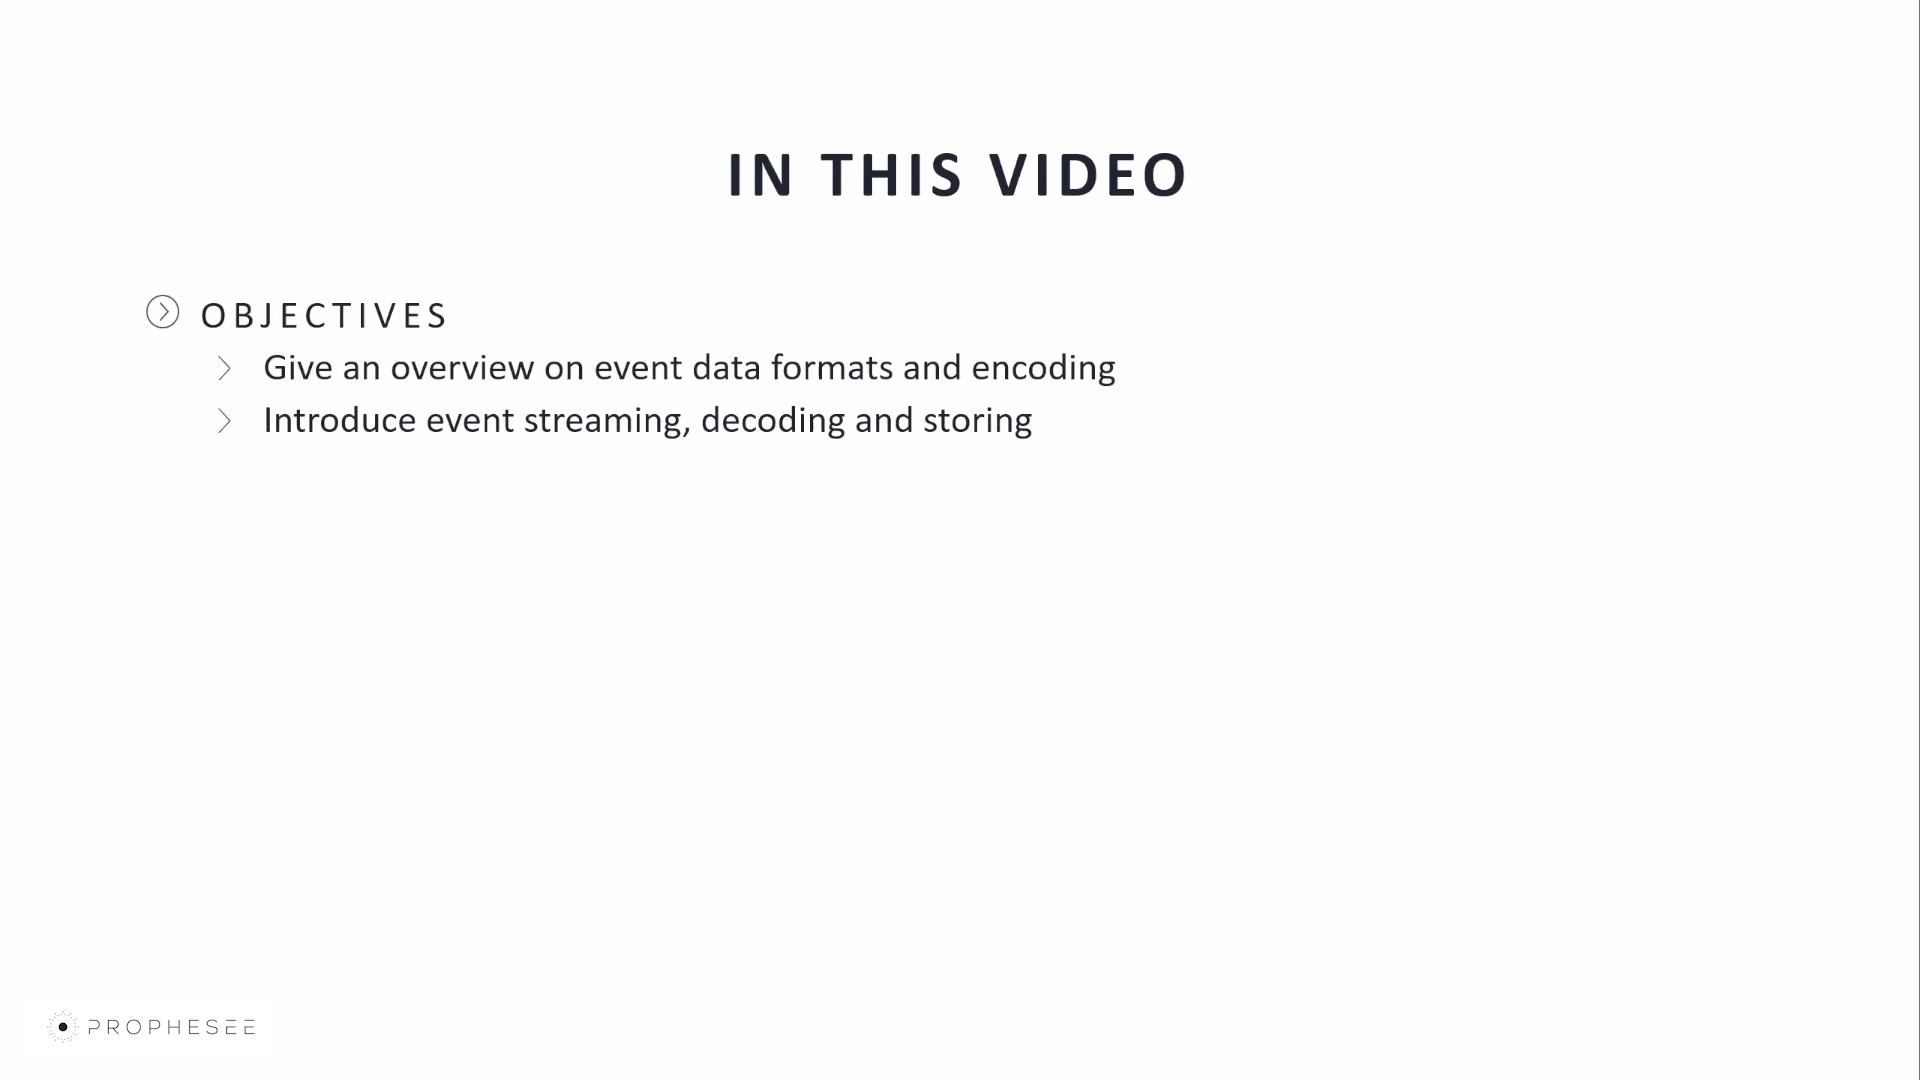 IN THIS VIDEO
OBJECTIVES
Give an overview on event data formats and encoding
Introduce event streaming, decoding and storing
PROPHESEE